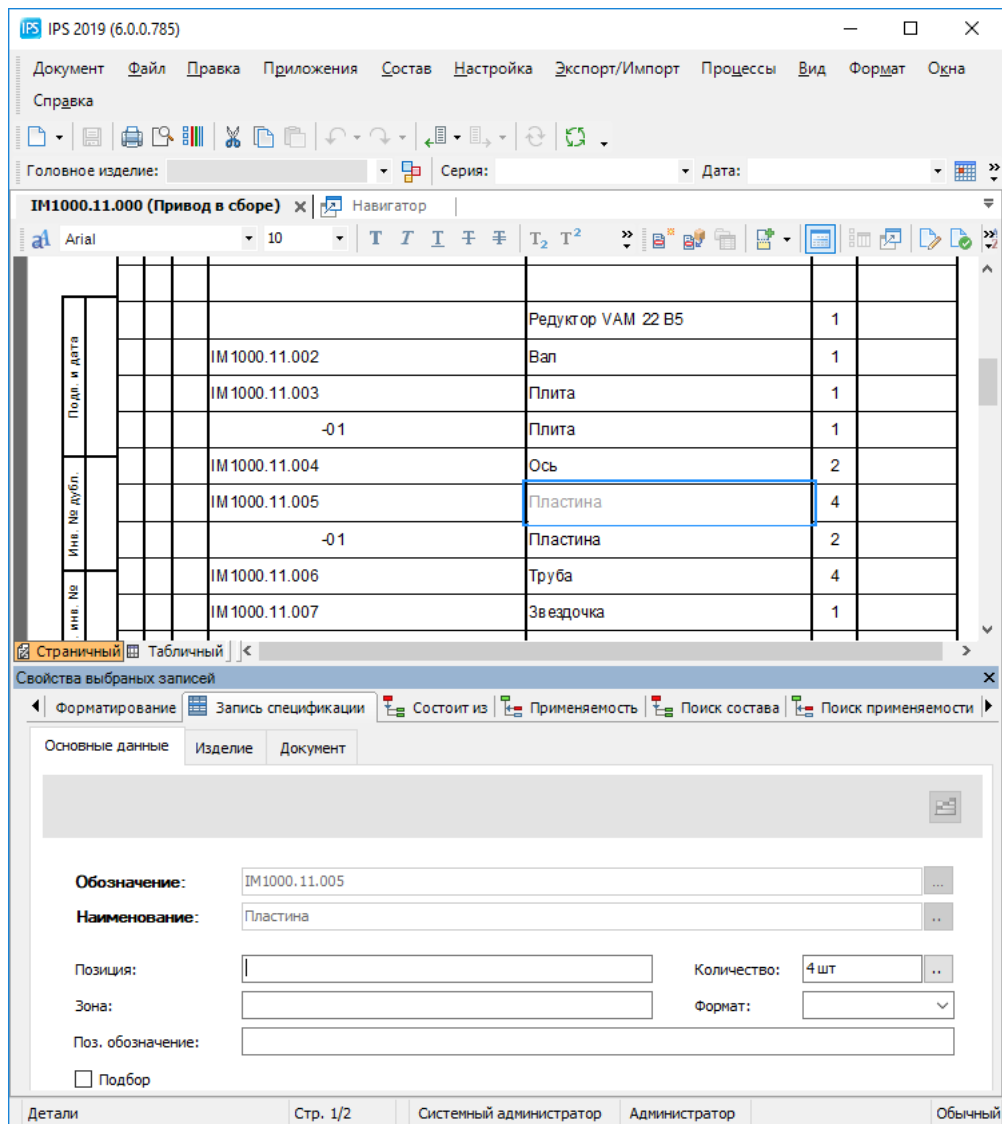 IPS IPS 2019 (6.0.0.785)
Документ Файл Правка Приложения Состав Настройка Экспорт/Импорт Процессы Вид Формат Окна
Справка
Головное изделие: Серия: Дата:
IM1000.11.000 (Привод в сборе) Навигатор
Arial 10 T T T T T T2 T2
Редуктор VAM 22 B5 1
Подп. и дата
IM1000.11.002 Вал 1
IM1000.11.003 Плита 1
-01 Плита 1
IM1000.11.004 Ось 2
Инв. № дубл.
IM1000.11.005 Пластина 4
-01 Пластина 2
IM1000.11.006 Труба 4
. инв. №
IM1000.11.007 Звездочка 1
Страничный Табличный
Свойства выбраных записей
Форматирование Запись спецификации Состоит из Применяемость Поиск состава Поиск применяемости
Основные данные Изделие Документ
Обозначение: IM1000.11.005 ...
Наименование: Пластина ..
Позиция: Количество: 4 шт ..
Зона: Формат:
Поз. обозначение:
Подбор
Детали Стр. 1/2 Системный администратор Администратор Обычный